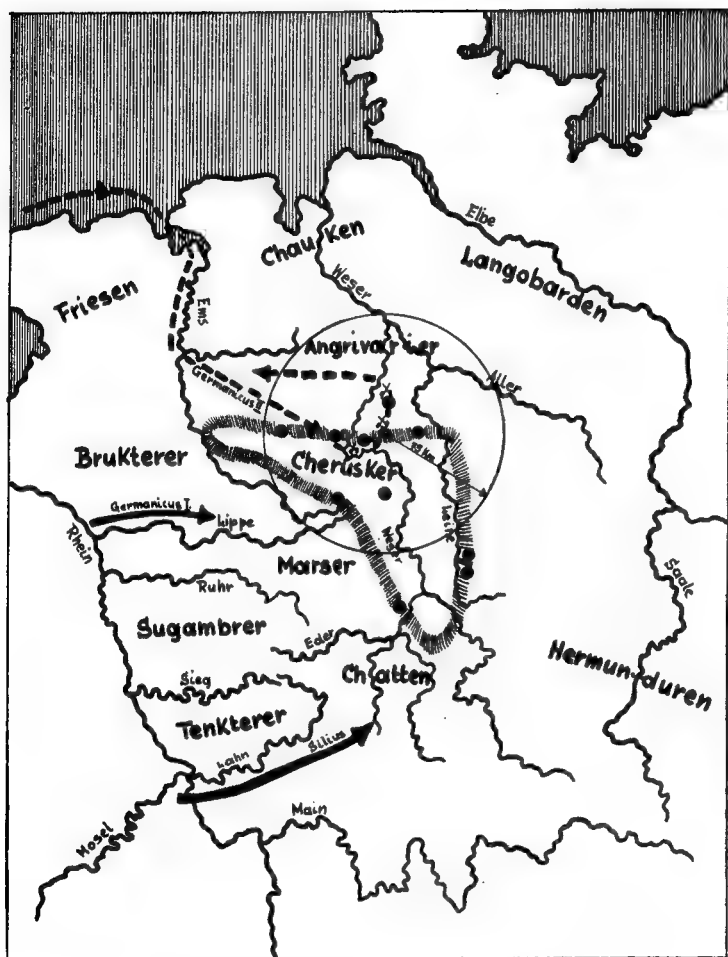 Elbe
Chauken
Langobarden
Weser
Friesen
Ems
Angrivarier
Aller
Germanicus II
Brukterer
Cherusker
Leine
Germanicus I.
Lippe
Rhein
Weser
Marser
Ruhr
Saale
Sugambrer
Eder
Hermunduren
Sieg
Chatten
Tenkterer
Silius
Lahn
Main
Mosel